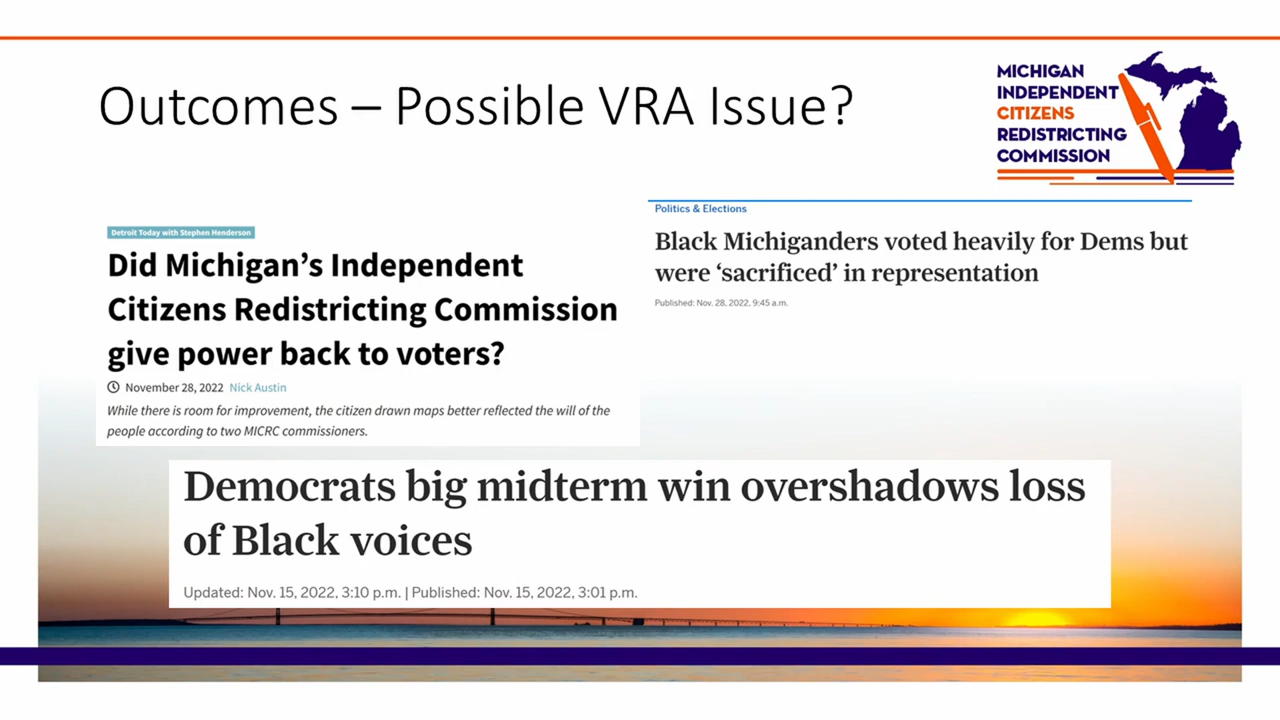 Outcomes – Possible VRA Issue?
MICHIGAN
INDEPENDENT
CITIZENS
REDISTRICTING
COMMISSION
Detroit Today with Stephen Henderson
Did Michigan’s Independent
Citizens Redistricting Commission
give power back to voters?
November 28, 2022 Nick Austin
While there is room for improvement, the citizen drawn maps better reflected the will of the
people according to two MICRC commissioners.
Politics & Elections
Black Michiganders voted heavily for Dems but
were ‘sacrificed’ in representation
Published: Nov. 28, 2022, 9:45 a.m.
Democrats big midterm win overshadows loss
of Black voices
Updated: Nov. 15, 2022, 3:10 p.m. | Published: Nov. 15, 2022, 3:01 p.m.